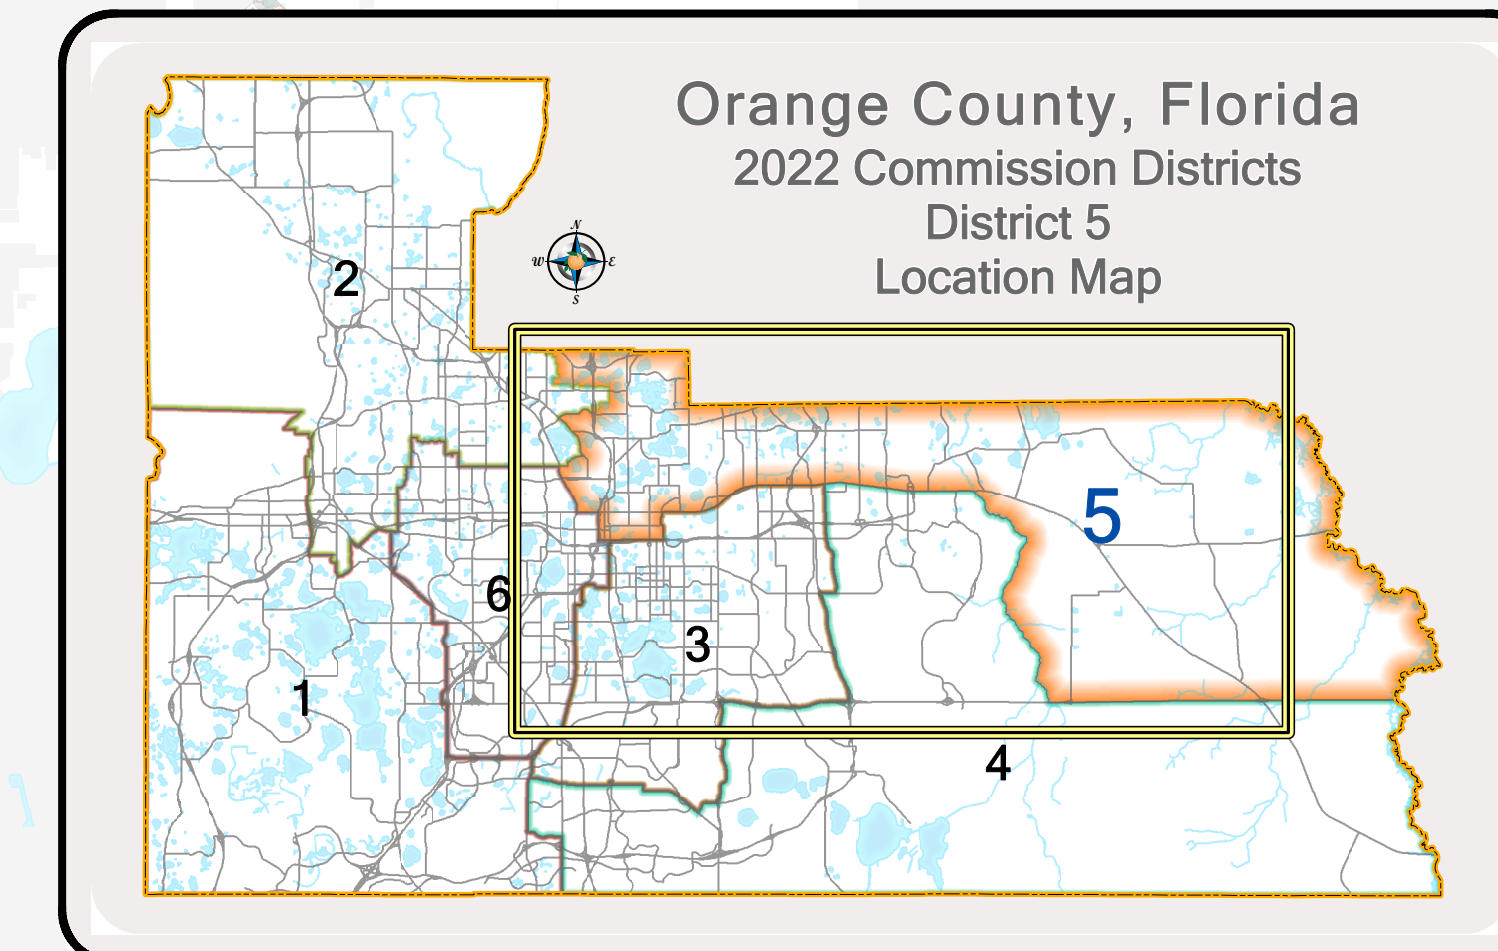 Orange County, Florida
2022 Commission Districts
District 5
Location Map
N
W E
S
2
5
6
3
1
4